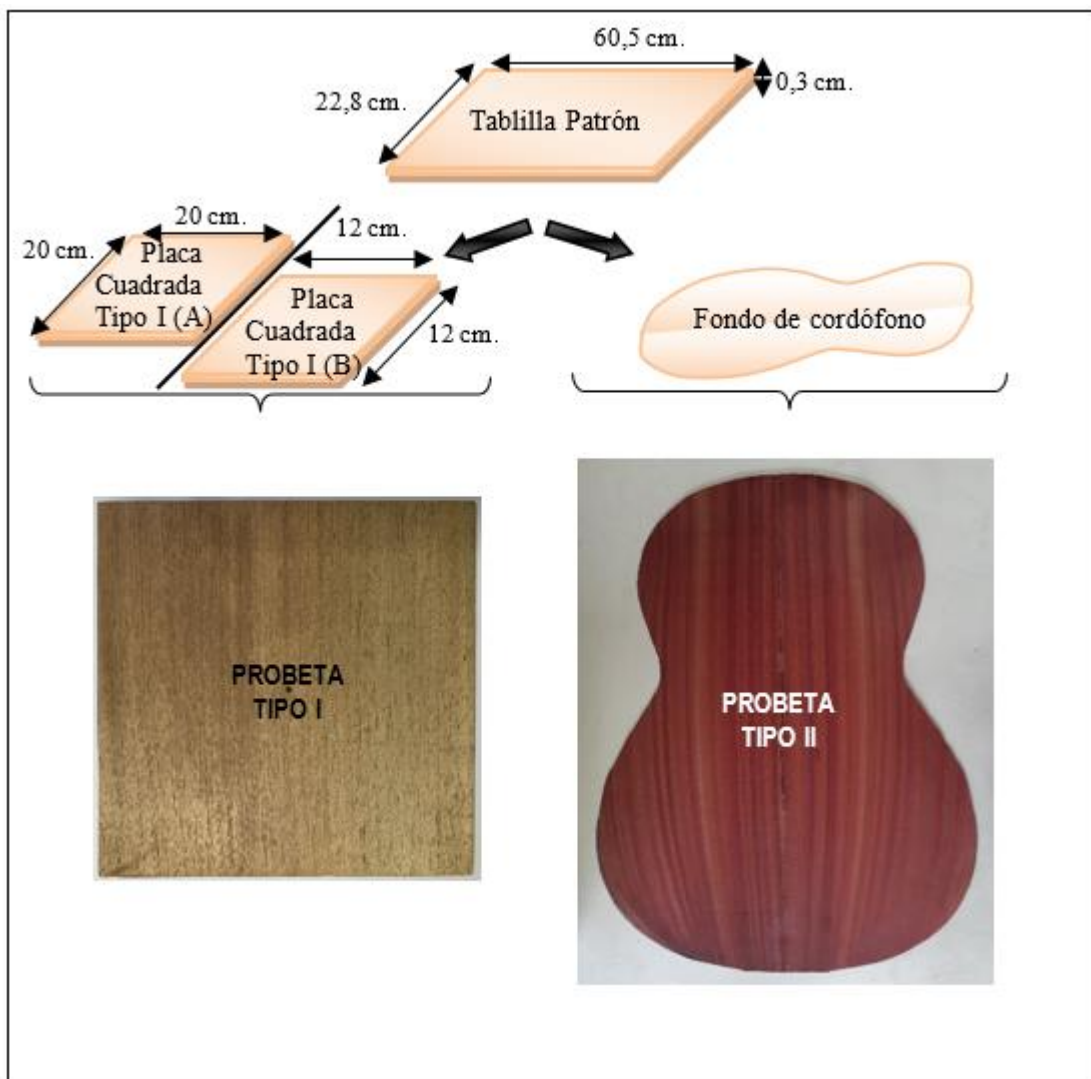 60,5 cm.
0,3 cm.
22,8 cm.
Tablilla Patrón
20 cm.
12 cm.
20 cm.
Placa
Cuadrada
Tipo I (A)
Placa
Cuadrada
Tipo I (B)
12 cm.
Fondo de cordófono
PROBETA
TIPO I
PROBETA
TIPO II